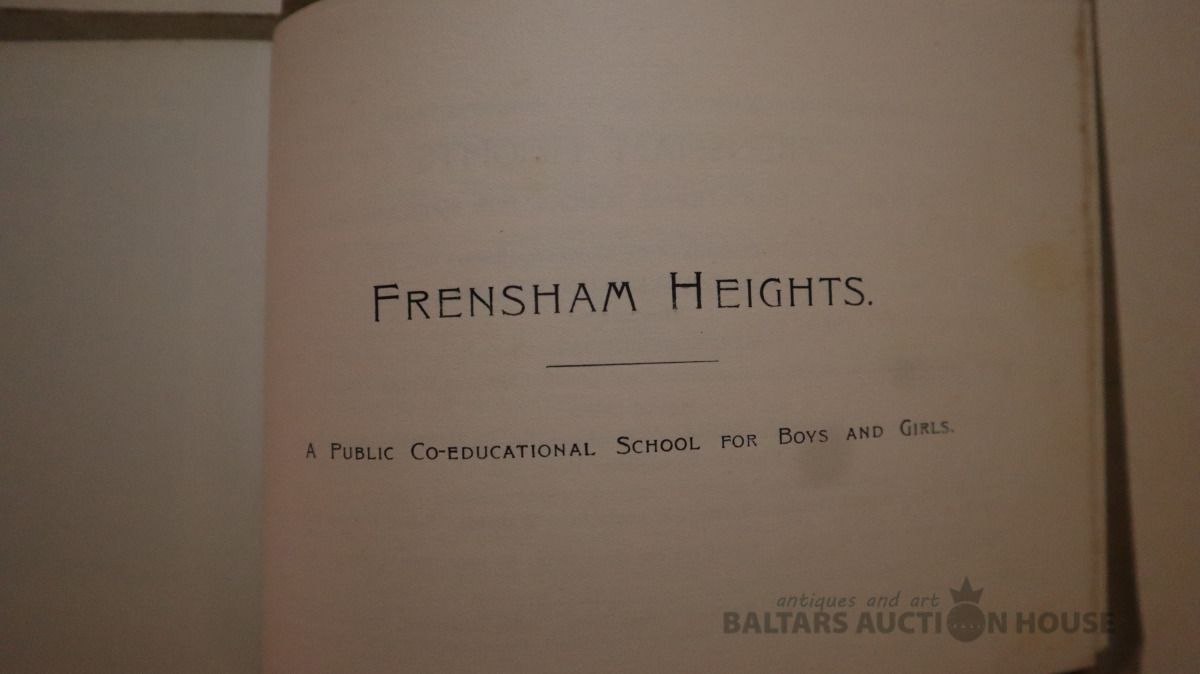 FRENSHAM HEIGHTS.
A PUBLIC CO-EDUCATIONAL SCHOOL FOR BOYS AND GIRLS.
antiques and art
BALTARS AUCTION HOUSE